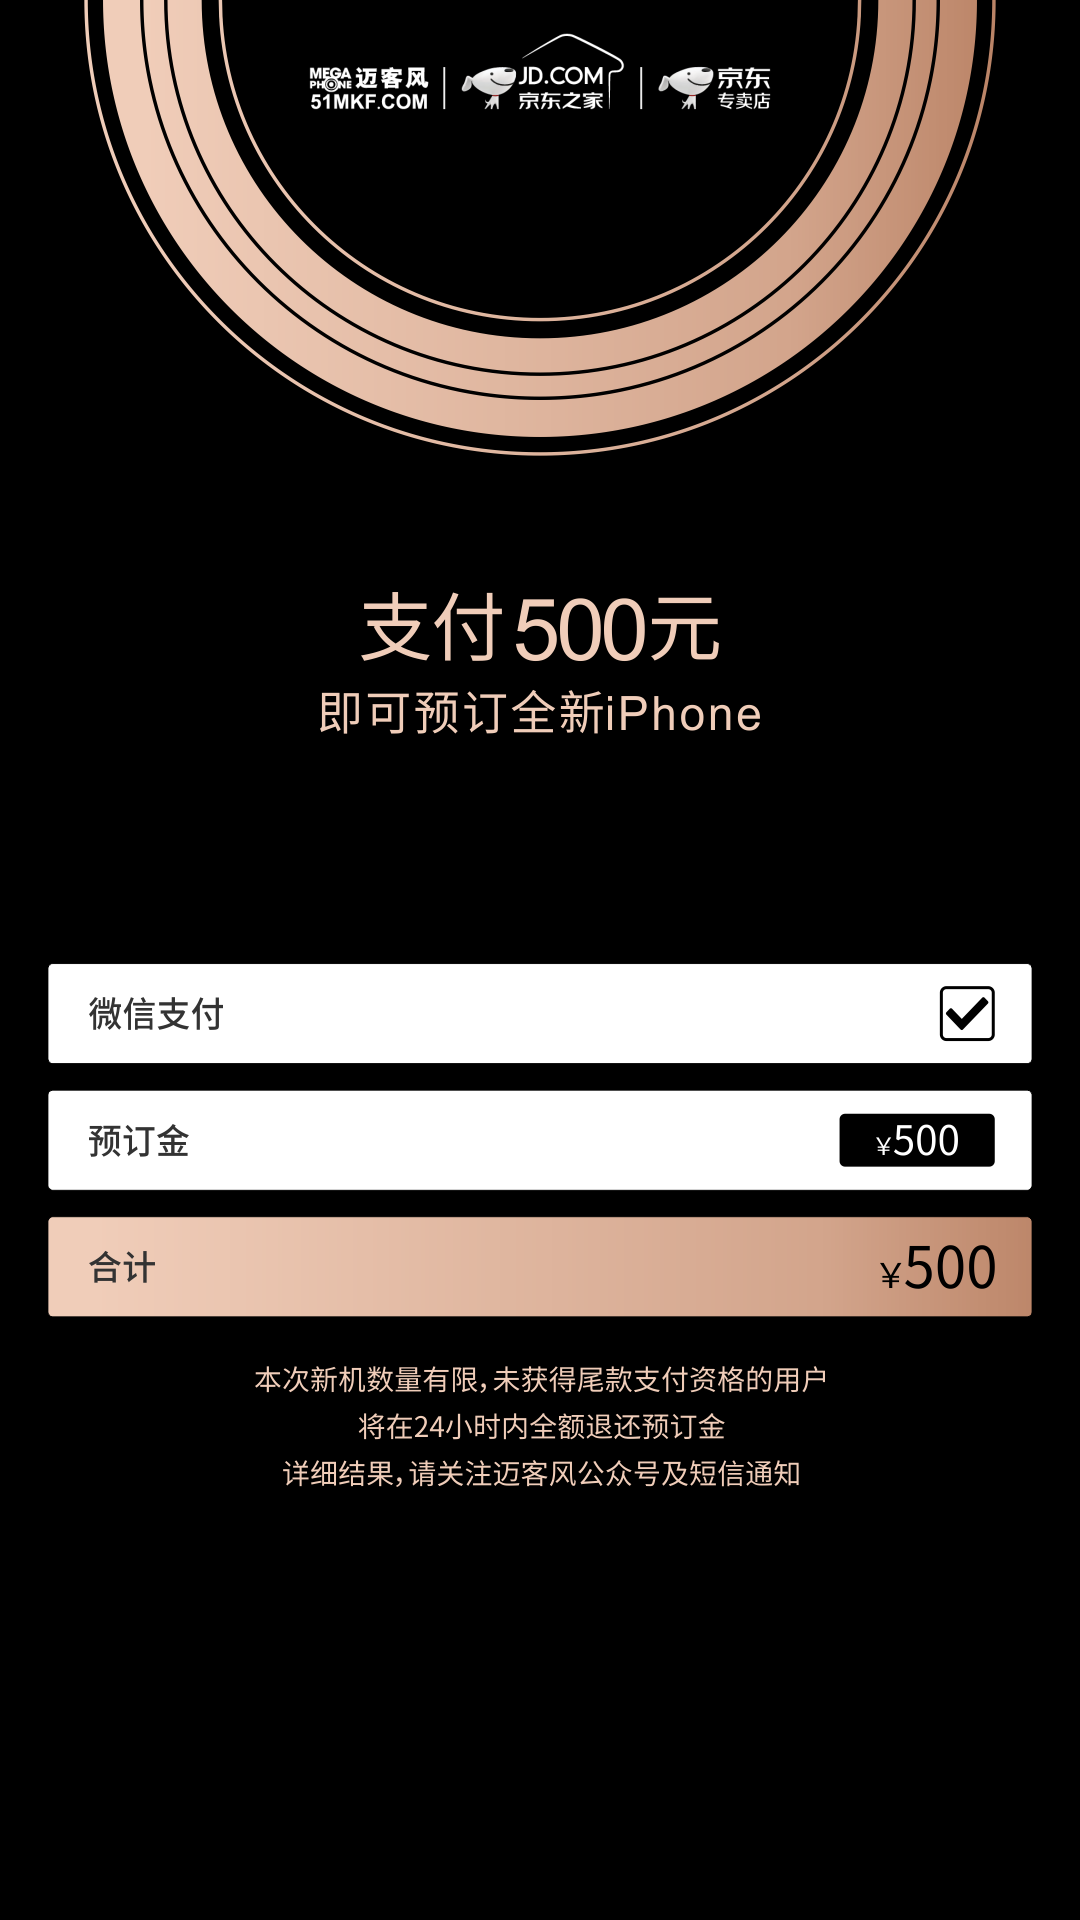 MEGA PHONE 迈客风
51MKF.COM
JD.COM
京东之家
京东
专卖店
支付500元
即可预订全新iPhone
微信支付
预订金
¥500
合计
¥500
本次新机数量有限,未获得尾款支付资格的用户
将在24小时内全额退还预订金
详细结果,请关注迈客风公众号及短信通知